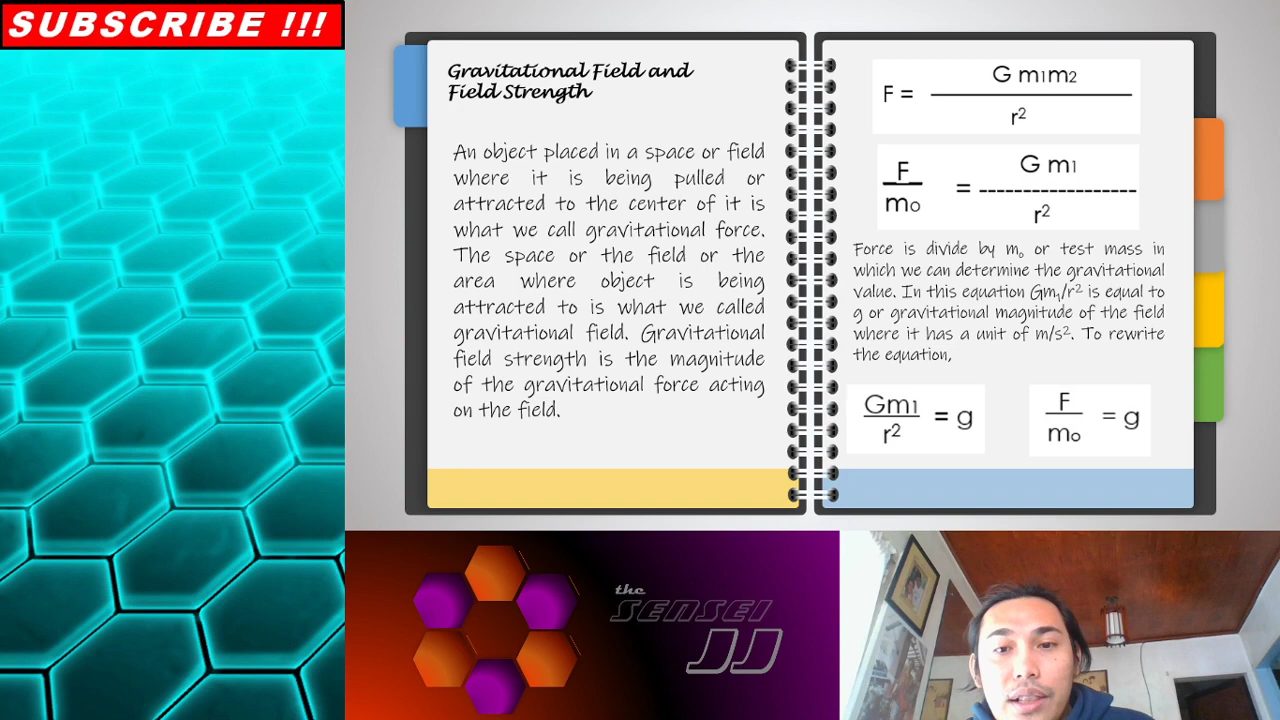 SUBSCRIBE !!!
Gravitational Field and
Field Strength
An object placed in a space or field
where it is being pulled or
attracted to the center of it is
what we call gravitational force.
The space or the field or the
area where object is being
attracted to is what we called
gravitational field. Gravitational
field strength is the magnitude
of the gravitational force acting
on the field.
F = G m1m2
r²
F = G m1
mo r²
Force is divide by mₒ or test mass in
which we can determine the gravitational
value. In this equation Gm₁/r² is equal to
g or gravitational magnitude of the field
where it has a unit of m/s². To rewrite
the equation,
Gm1 = g
r²
F = g
mo
the
SENSEI
JJ